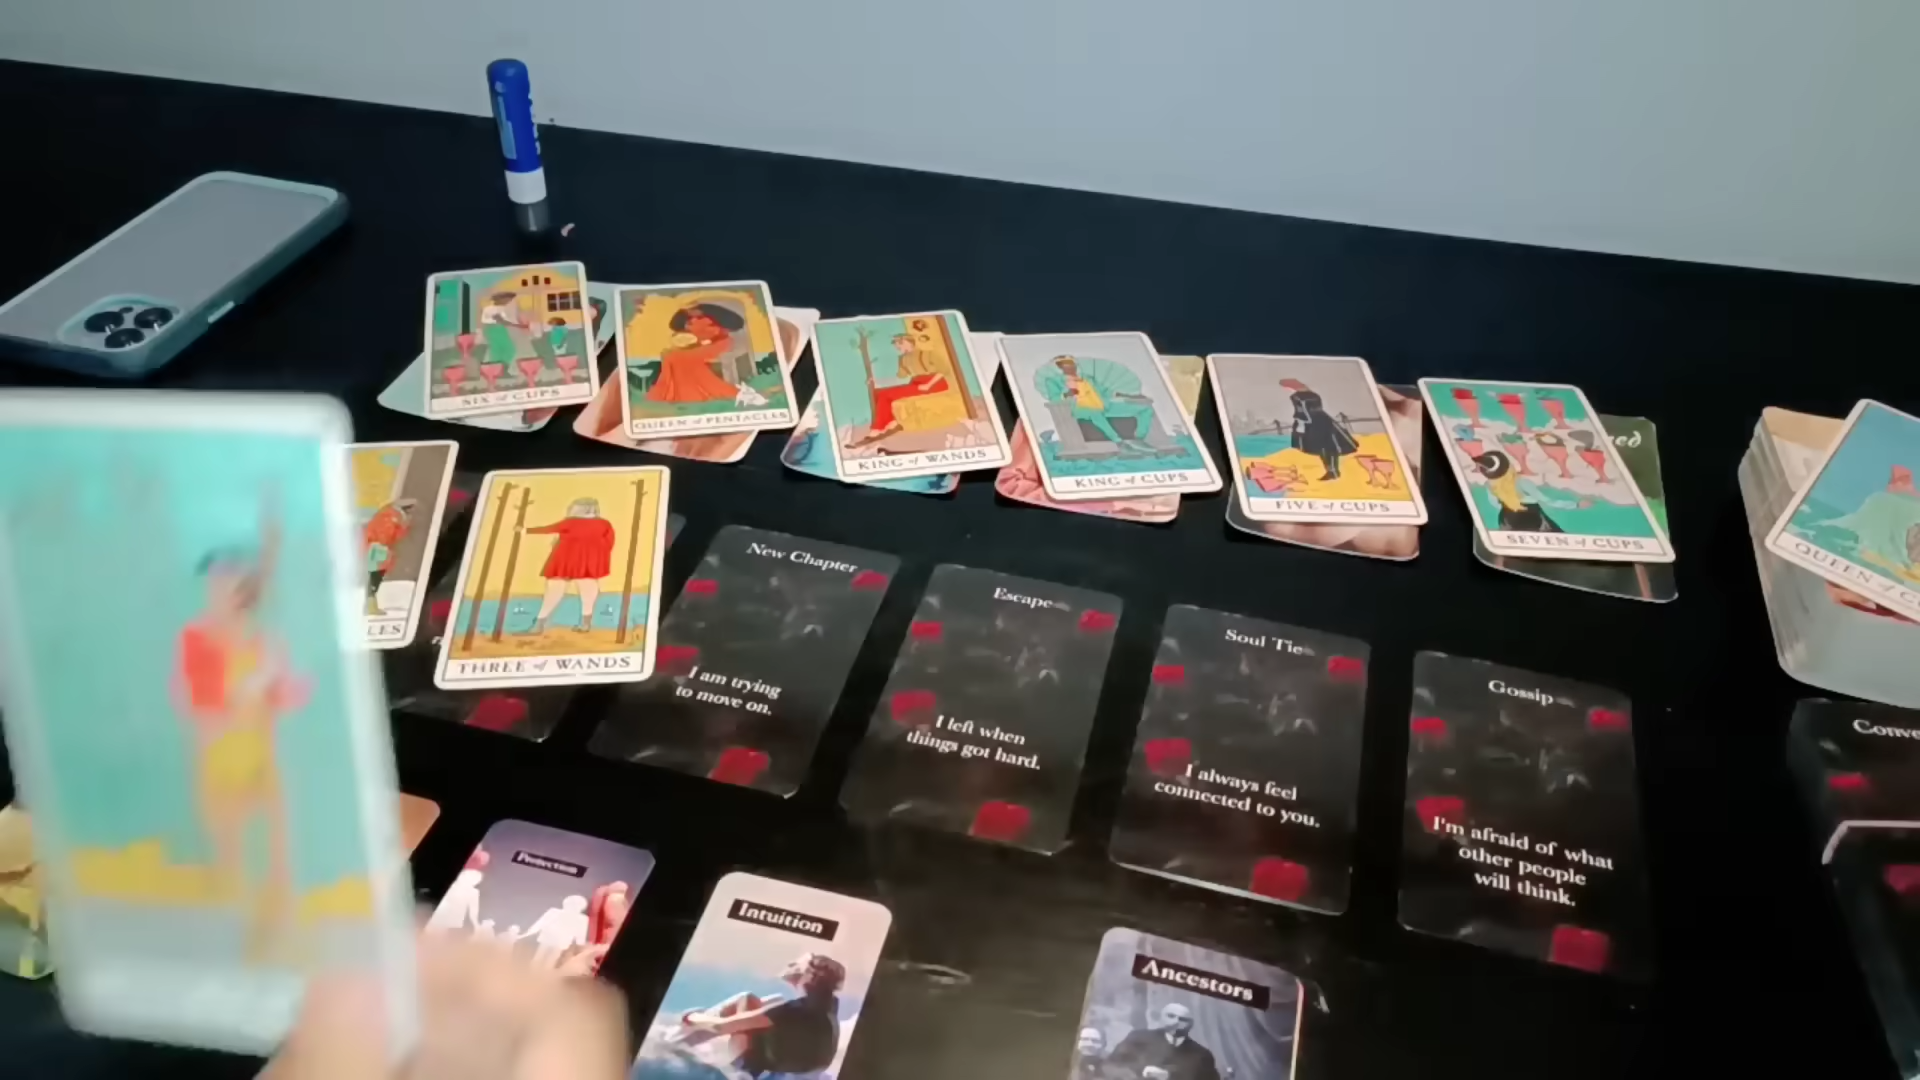 SIX of CUPS
QUEEN of PENTACLES
KING of WANDS
KING of CUPS
FIVE of CUPS
SEVEN of CUPS
QUEEN of
THREE of WANDS
New Chapter
I am trying
to move on.
Escape
I left when
things got hard.
Soul Tie
I always feel
connected to you.
Gossip
I'm afraid of what
other people
will think.
Protection
Intuition
Ancestors